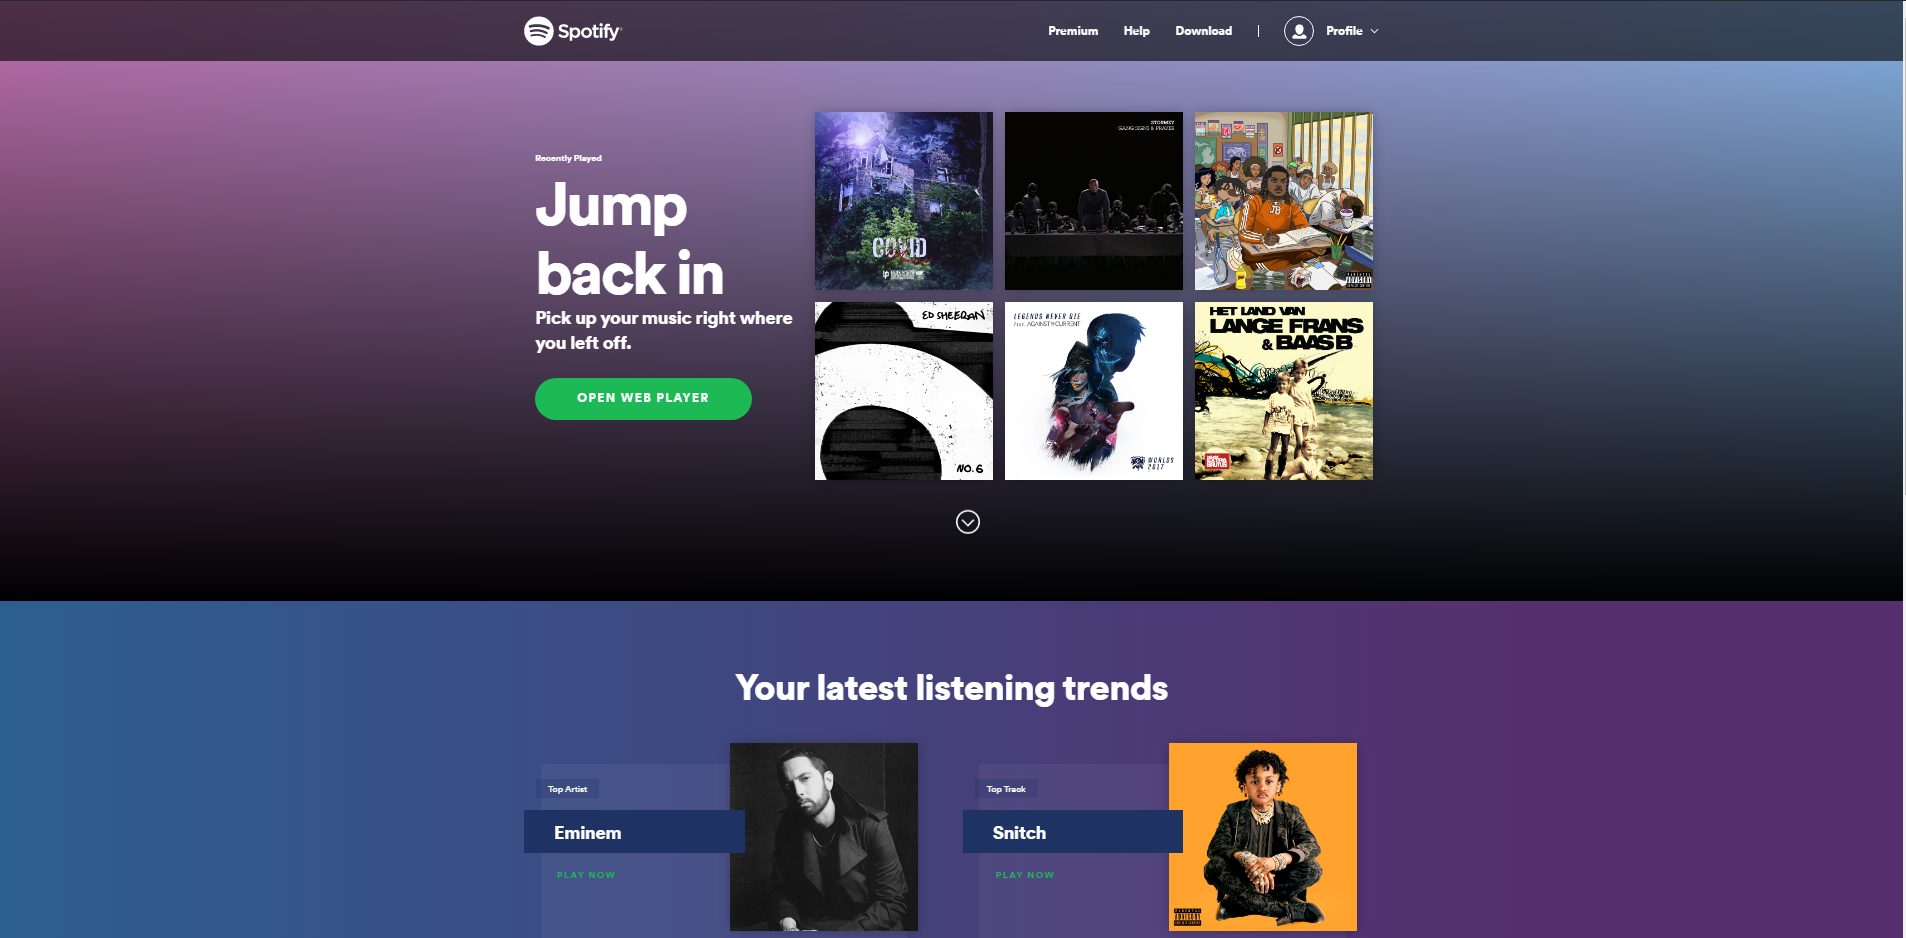 Spotify
Premium
Help
Download
Profile
Recently Played
Jump
back in
Pick up your music right where
you left off.
OPEN WEB PLAYER
COVID
STORMZY
GANG SIGNS & PRAYER
JB
ED SHEERAN
NO.6
LEGENDS NEVER DIE
feat. AGAINST THE CURRENT
WORLDS
2017
HET LAND VAN
LANGE FRANS
& BAAS B
Your latest listening trends
Top Artist
Eminem
PLAY NOW
Top Track
Snitch
PLAY NOW